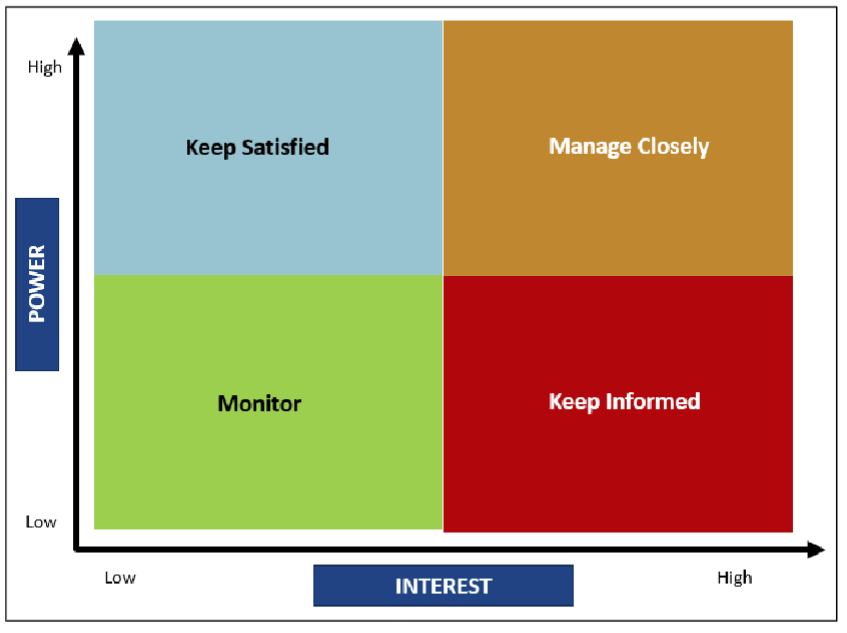 High
Keep Satisfied
Manage Closely
POWER
Monitor
Keep Informed
Low
Low
INTEREST
High